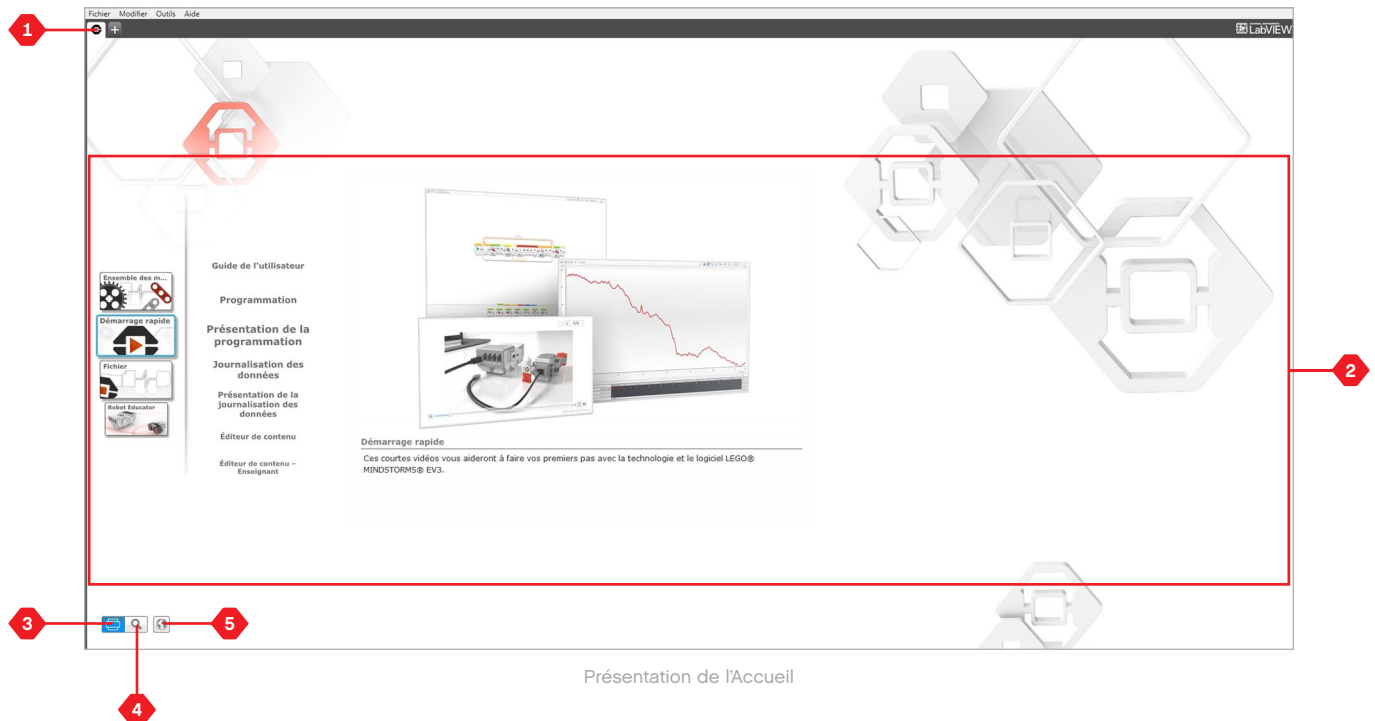 Fichier Modifier Outils Aide
1
+
LabVIEW
2
Ensemble des m...
Démarrage rapide
Fichier
Robot Educator
Guide de l'utilisateur
Programmation
Présentation de la
programmation
Journalisation des
données
Présentation de la
journalisation des
données
Éditeur de contenu
Éditeur de contenu –
Enseignant
Démarrage rapide
Ces courtes vidéos vous aideront à faire vos premiers pas avec la technologie et le logiciel LEGO®
MINDSTORMS® EV3.
3
5
4
Présentation de l'Accueil